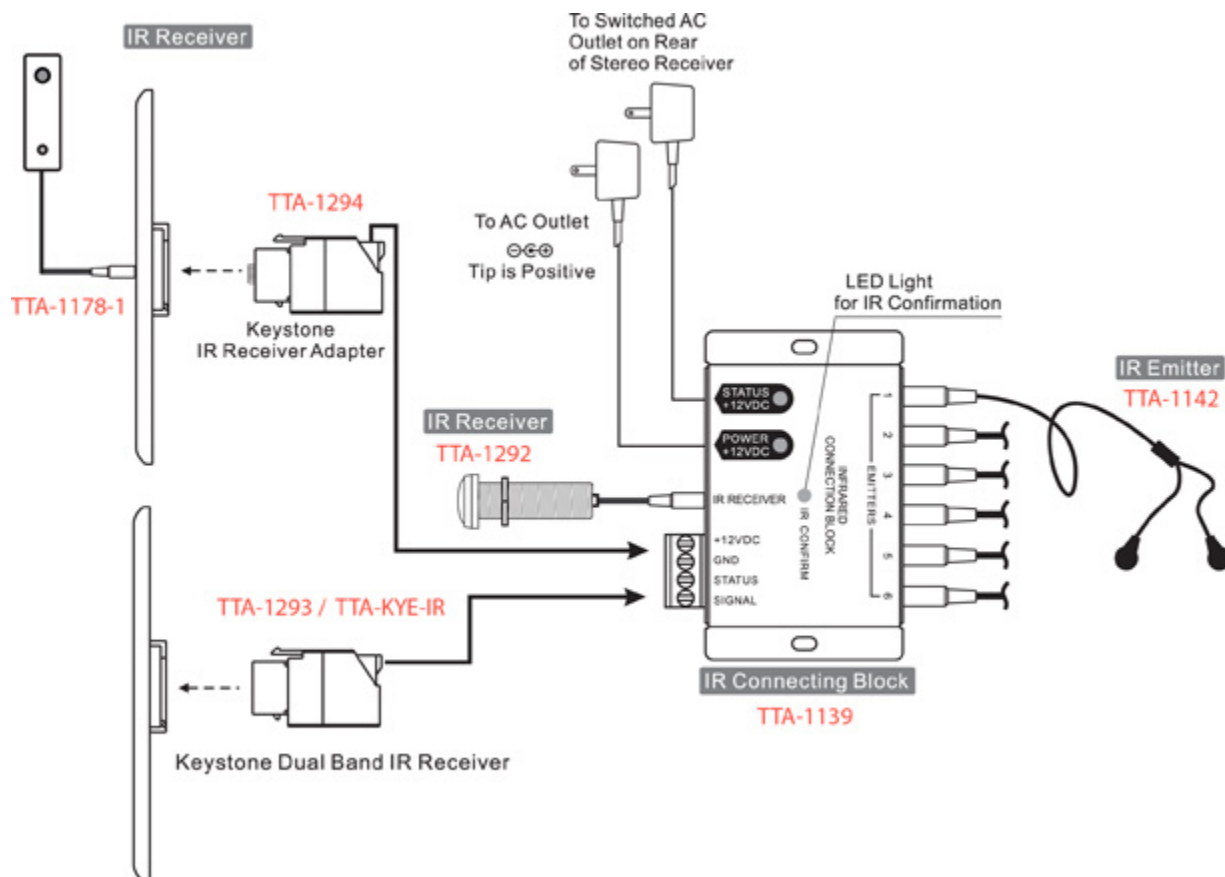 IR Receiver
To Switched AC
Outlet on Rear
of Stereo Receiver
TTA-1294
To AC Outlet
Tip is Positive
TTA-1178-1
Keystone
IR Receiver Adapter
LED Light
for IR Confirmation
IR Receiver
TTA-1292
STATUS
+12VDC
POWER
+12VDC
IR RECEIVER
+12VDC
GND
STATUS
SIGNAL
INFRARED
CONNECTION BLOCK
IR CONFIRM
EMITTERS
1
2
3
4
5
6
IR Emitter
TTA-1142
TTA-1293 / TTA-KYE-IR
Keystone Dual Band IR Receiver
IR Connecting Block
TTA-1139